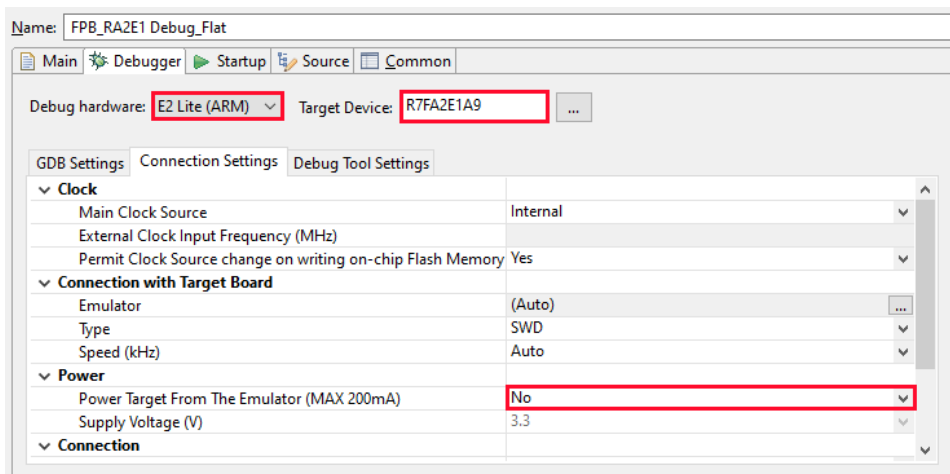 Name: FPB_RA2E1 Debug_Flat
Main Debugger Startup Source Common
Debug hardware: E2 Lite (ARM) Target Device: R7FA2E1A9 ...
GDB Settings Connection Settings Debug Tool Settings
Clock
Main Clock Source Internal
External Clock Input Frequency (MHz)
Permit Clock Source change on writing on-chip Flash Memory Yes
Connection with Target Board
Emulator (Auto) ...
Type SWD
Speed (kHz) Auto
Power
Power Target From The Emulator (MAX 200mA) No
Supply Voltage (V) 3.3
Connection